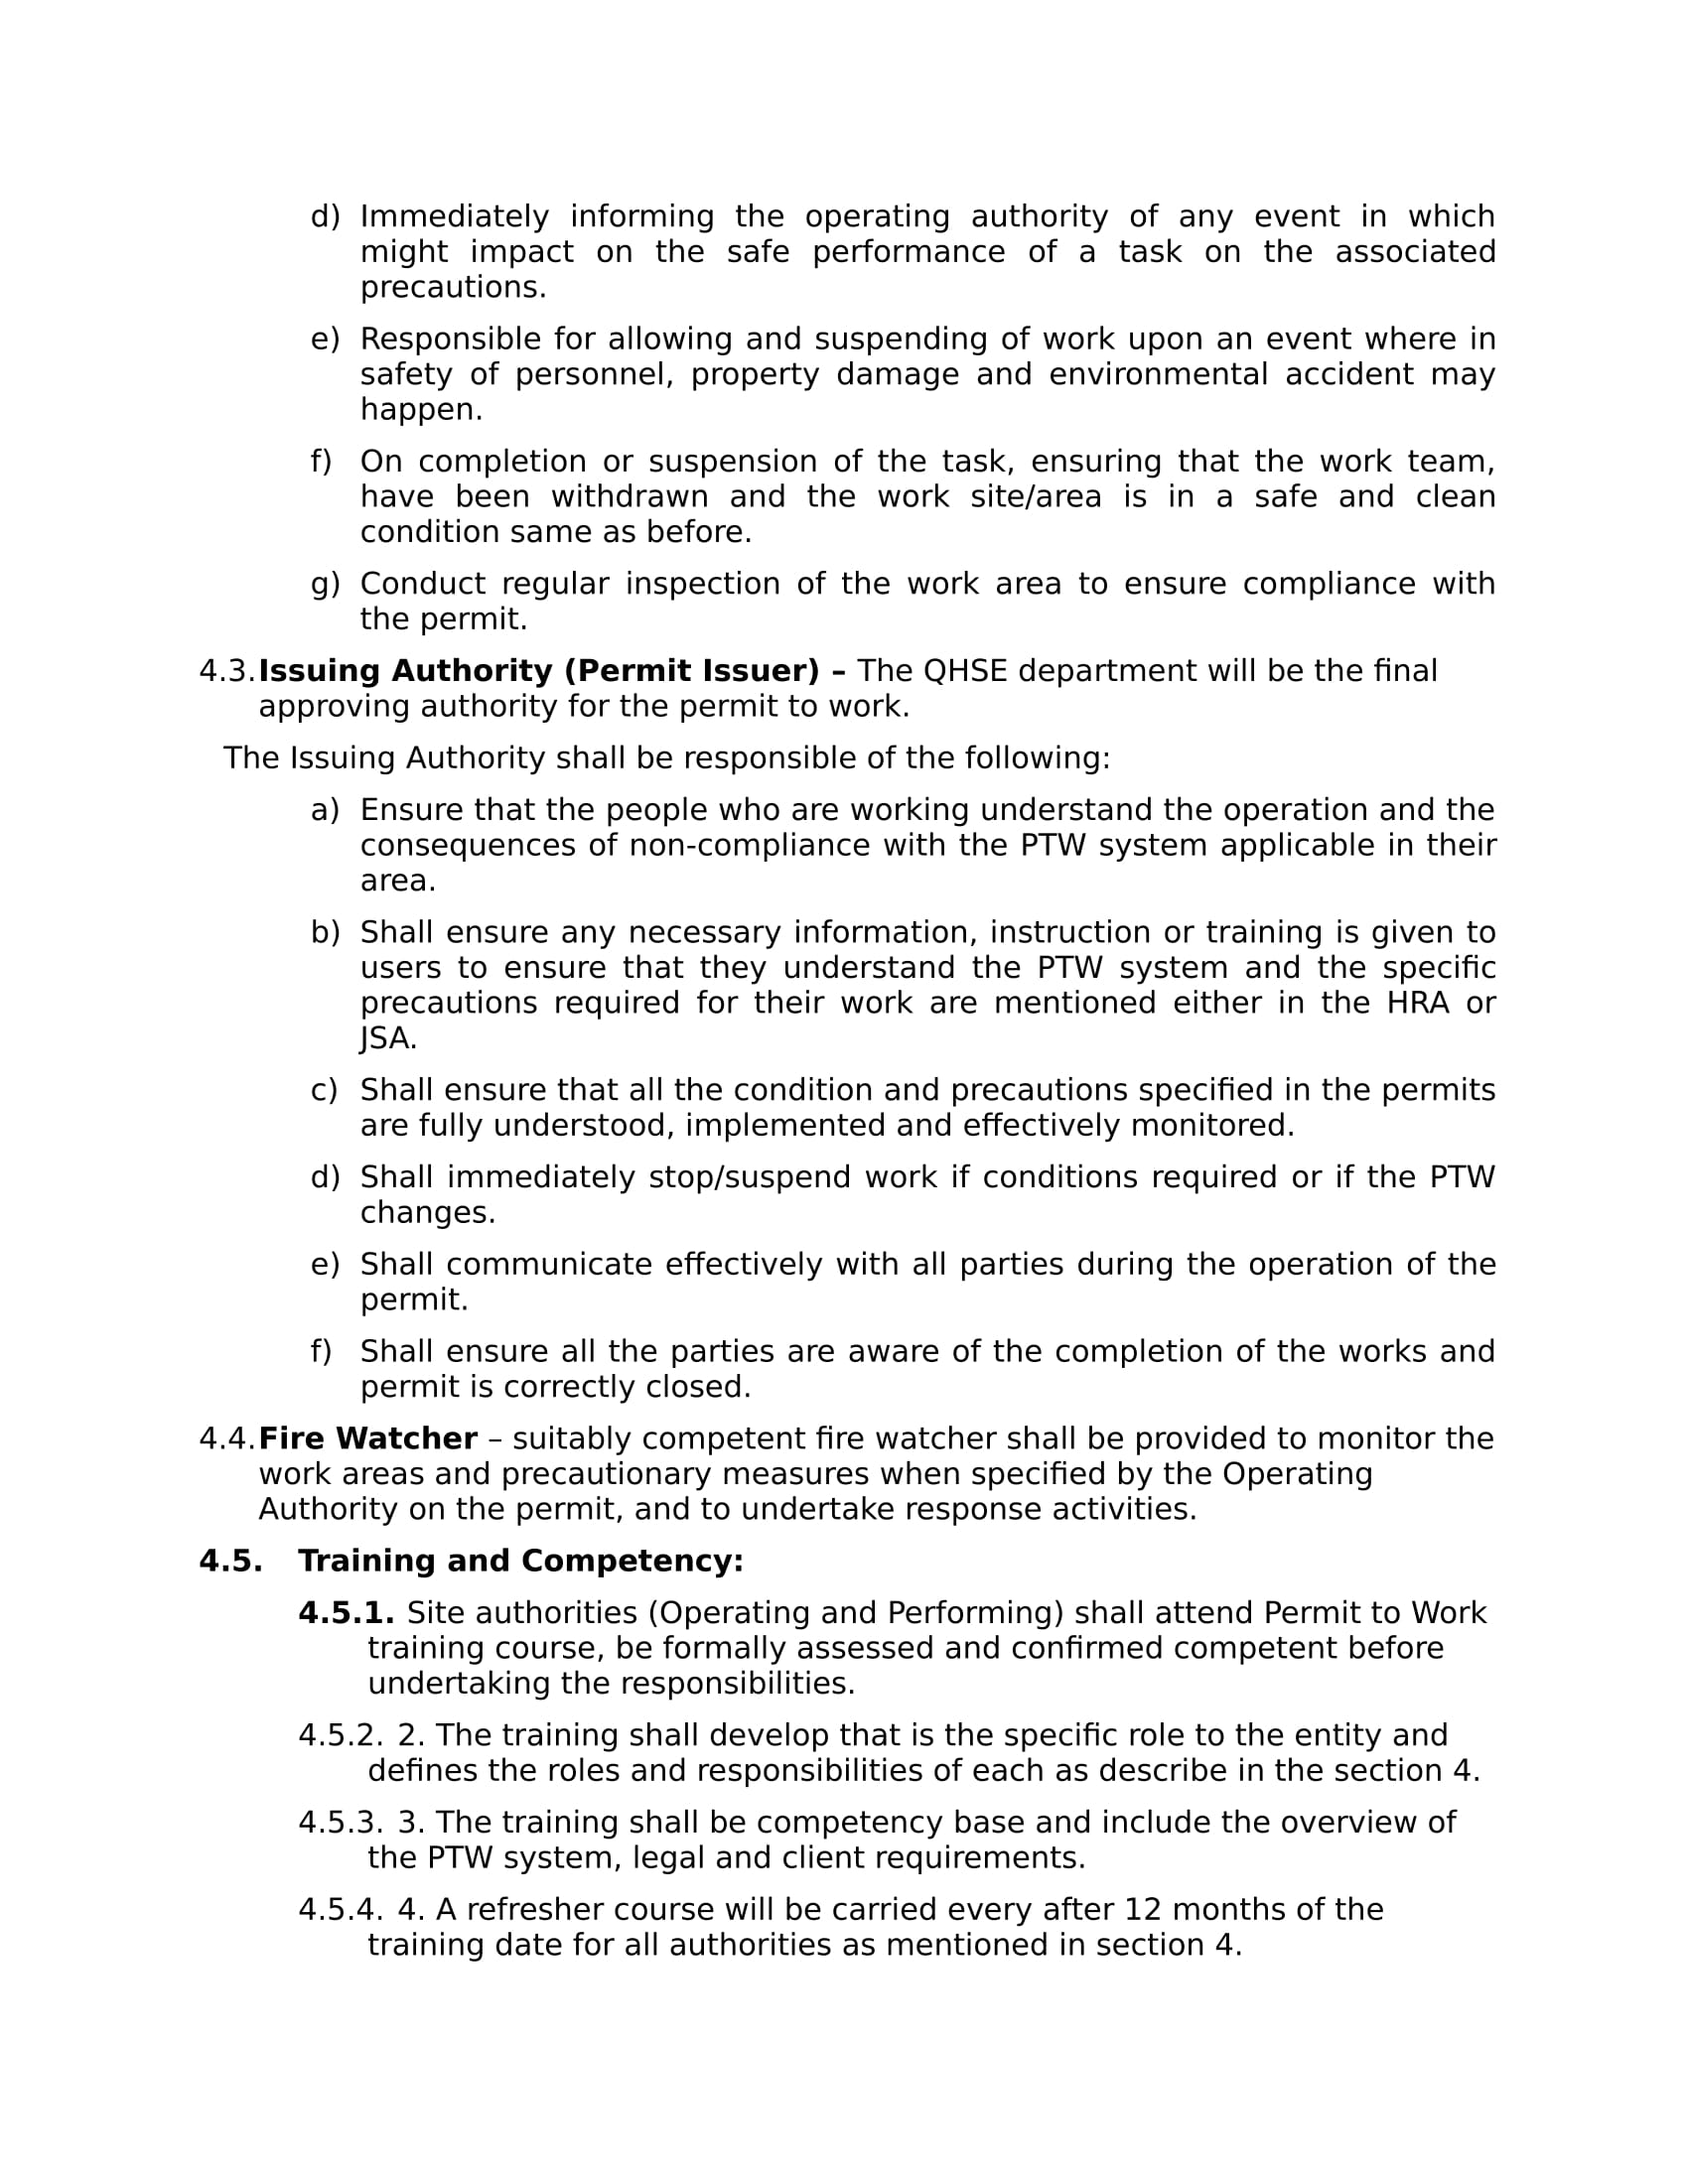 d) Immediately informing the operating authority of any event in which
might impact on the safe performance of a task on the associated
precautions.
e) Responsible for allowing and suspending of work upon an event where in
safety of personnel, property damage and environmental accident may
happen.
f) On completion or suspension of the task, ensuring that the work team,
have been withdrawn and the work site/area is in a safe and clean
condition same as before.
g) Conduct regular inspection of the work area to ensure compliance with
the permit.
4.3. Issuing Authority (Permit Issuer) – The QHSE department will be the final
approving authority for the permit to work.
The Issuing Authority shall be responsible of the following:
a) Ensure that the people who are working understand the operation and the
consequences of non-compliance with the PTW system applicable in their
area.
b) Shall ensure any necessary information, instruction or training is given to
users to ensure that they understand the PTW system and the specific
precautions required for their work are mentioned either in the HRA or
JSA.
c) Shall ensure that all the condition and precautions specified in the permits
are fully understood, implemented and effectively monitored.
d) Shall immediately stop/suspend work if conditions required or if the PTW
changes.
e) Shall communicate effectively with all parties during the operation of the
permit.
f) Shall ensure all the parties are aware of the completion of the works and
permit is correctly closed.
4.4. Fire Watcher – suitably competent fire watcher shall be provided to monitor the
work areas and precautionary measures when specified by the Operating
Authority on the permit, and to undertake response activities.
4.5. Training and Competency:
4.5.1. Site authorities (Operating and Performing) shall attend Permit to Work
training course, be formally assessed and confirmed competent before
undertaking the responsibilities.
4.5.2. 2. The training shall develop that is the specific role to the entity and
defines the roles and responsibilities of each as describe in the section 4.
4.5.3. 3. The training shall be competency base and include the overview of
the PTW system, legal and client requirements.
4.5.4. 4. A refresher course will be carried every after 12 months of the
training date for all authorities as mentioned in section 4.